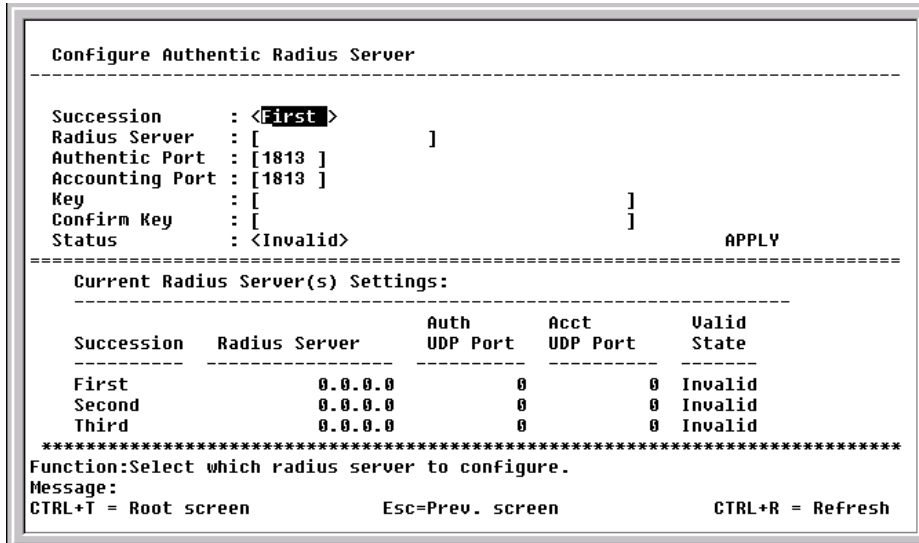 Configure Authentic Radius Server
--------------------------------------------------------------------------------
Succession : <First >
Radius Server : [ ]
Authentic Port : [1813 ]
Accounting Port : [1813 ]
Key : [ ]
Confirm Key : [ ]
Status : <Invalid> APPLY
================================================================================
Current Radius Server(s) Settings:
------------------------------------------------------------------
Auth Acct Valid
Succession Radius Server UDP Port UDP Port State
---------- ----------------- ---------- ---------- -------
First 0.0.0.0 0 0 Invalid
Second 0.0.0.0 0 0 Invalid
Third 0.0.0.0 0 0 Invalid
*******************************************************************************
Function:Select which radius server to configure.
Message:
CTRL+T = Root screen Esc=Prev. screen CTRL+R = Refresh